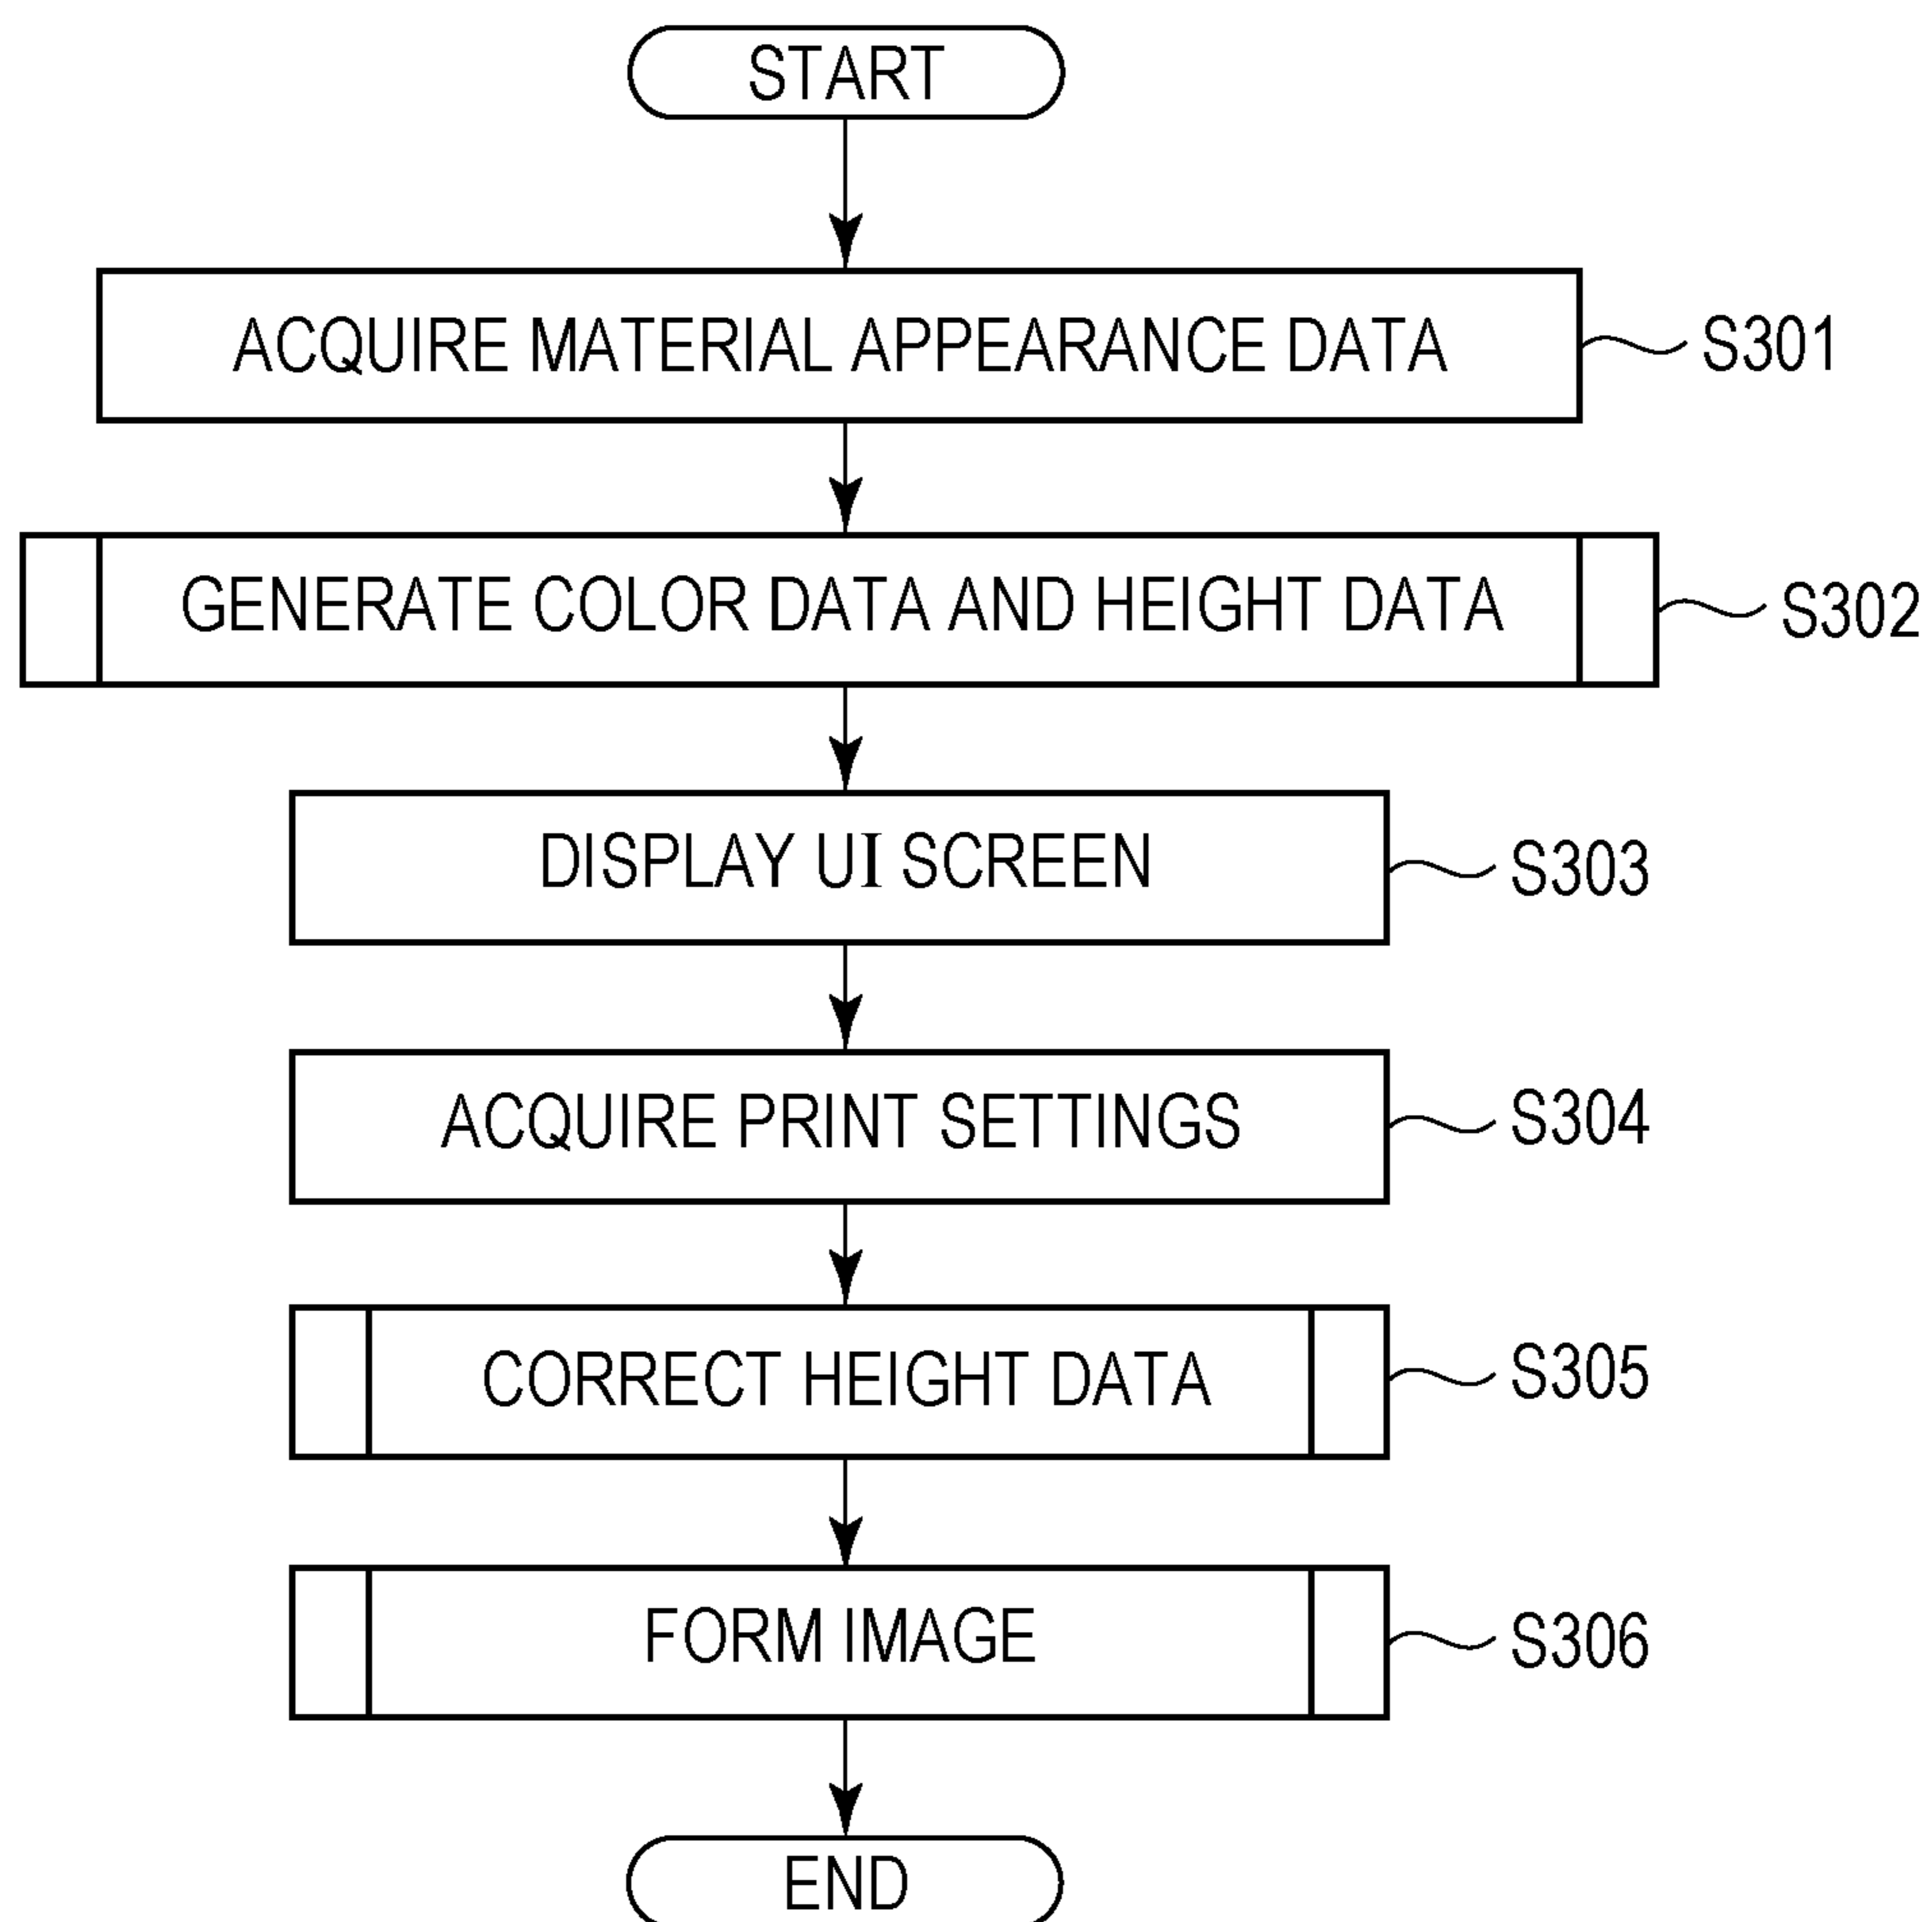 START
ACQUIRE MATERIAL APPEARANCE DATA
S301
GENERATE COLOR DATA AND HEIGHT DATA
S302
DISPLAY UI SCREEN
S303
ACQUIRE PRINT SETTINGS
S304
CORRECT HEIGHT DATA
S305
FORM IMAGE
S306
END